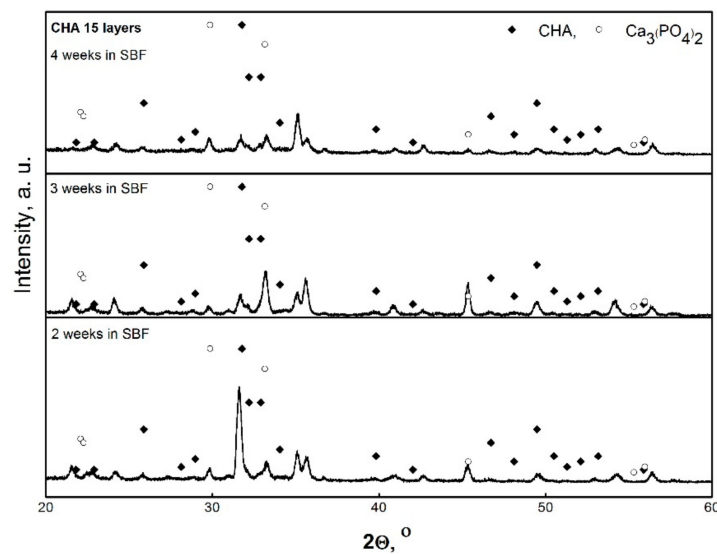 CHA 15 layers
◆ CHA, ○ Ca3(PO4)2
4 weeks in SBF
3 weeks in SBF
Intensity, a. u.
2 weeks in SBF
20 30 40 50 60
2Θ, °